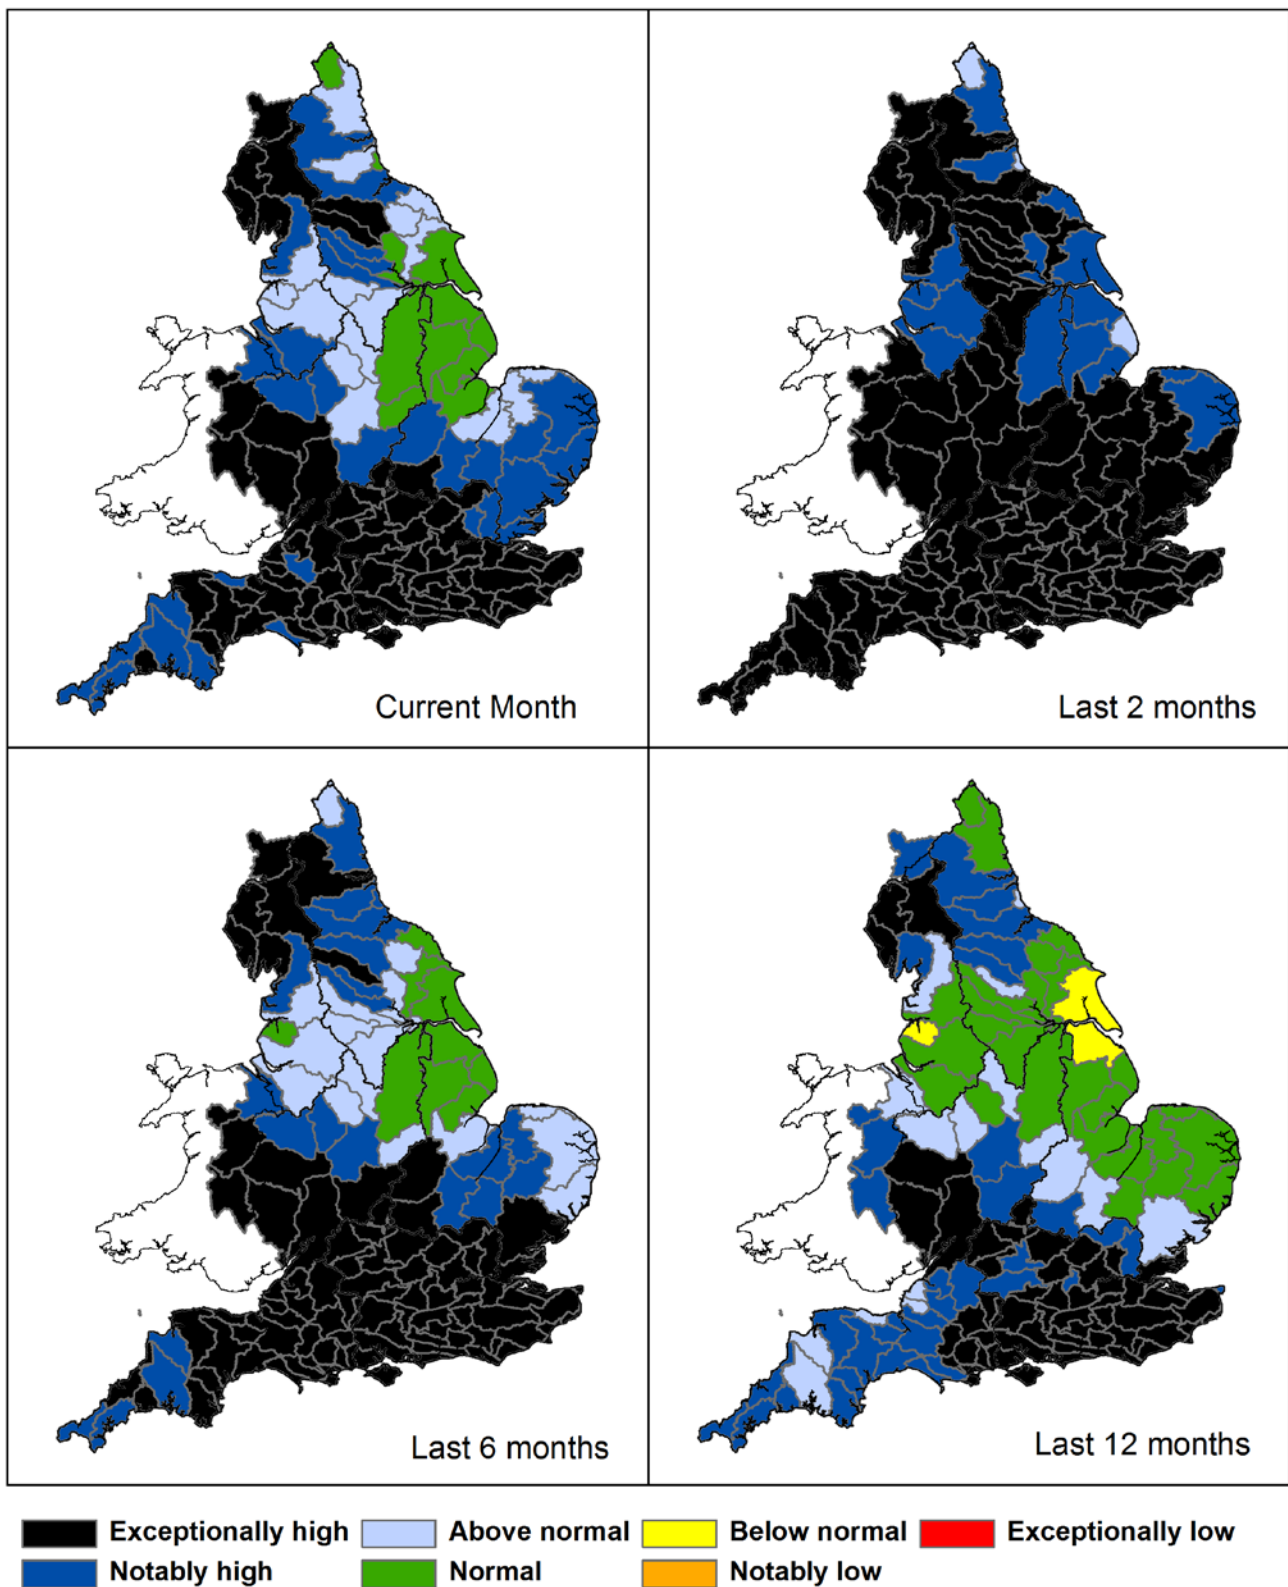 Current Month
Last 2 months
Last 6 months
Last 12 months
Exceptionally high Above normal Below normal Exceptionally low
Notably high Normal Notably low